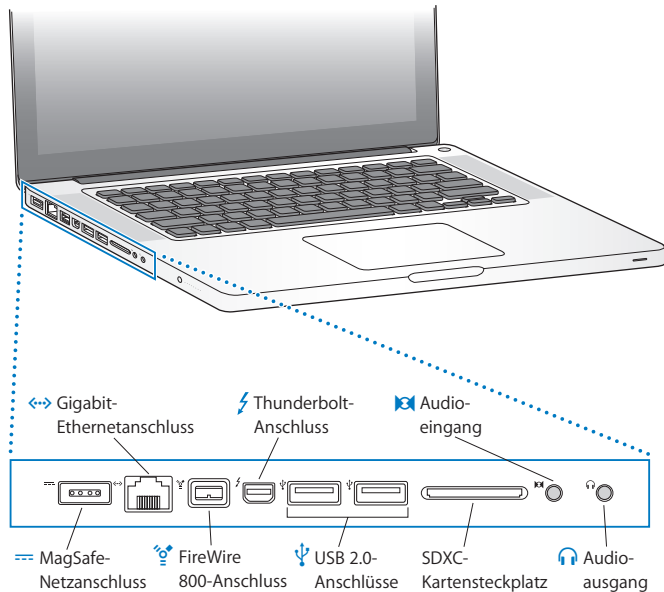 Gigabit-
Ethernetanschluss
Thunderbolt-
Anschluss
Audio-
eingang
MagSafe-
Netzanschluss
FireWire
800-Anschluss
USB 2.0-
Anschlüsse
SDXC-
Kartensteckplatz
Audio-
ausgang